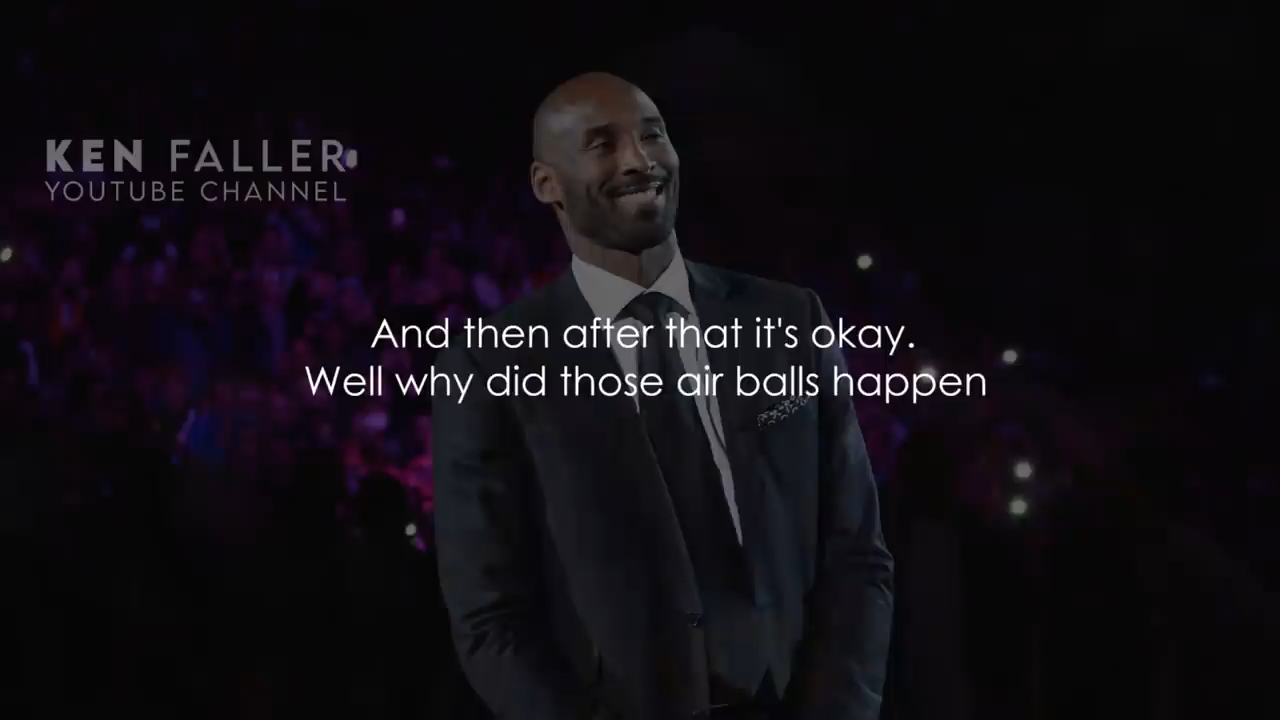 KEN FALLER
YOUTUBE CHANNEL
And then after that it's okay.
Well why did those air balls happen